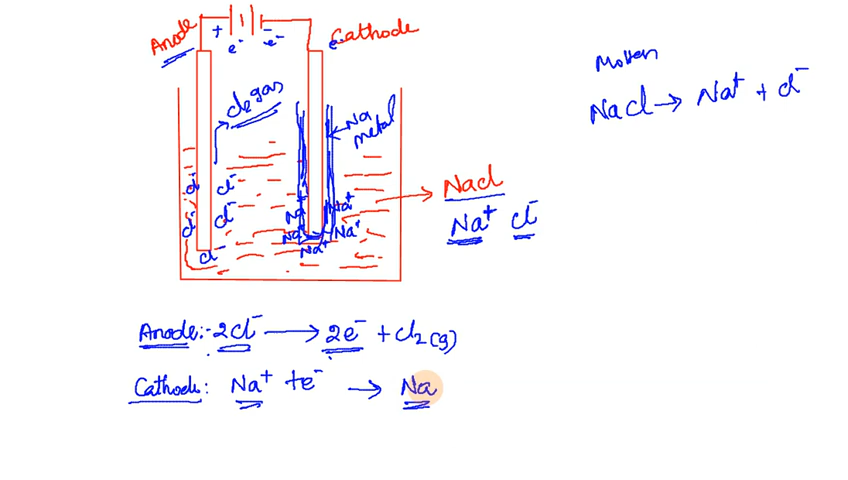 Anode
+
-
e⁻
e⁻
e⁻
Cathode
Cl₂ gas
Na metal
Cl⁻
Cl⁻
Cl⁻
Cl⁻
Cl⁻
Na⁺
Na⁺
Na⁺
Na⁺
Na⁺
NaCl
Na⁺ Cl⁻
Molten
NaCl → Na⁺ + Cl⁻
Anode:- 2Cl⁻ → 2e⁻ + Cl₂(g)
Cathode: Na⁺ + e⁻ → Na